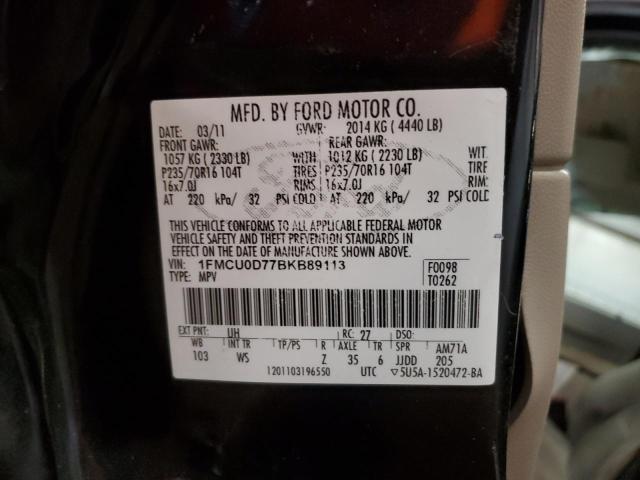 MFD. BY FORD MOTOR CO.
DATE: 03/11 GVWR: 2014 KG ( 4440 LB)
FRONT GAWR: REAR GAWR:
1057 KG ( 2330 LB) WITH 1012 KG ( 2230 LB) WIT
P235/70R16 104T TIRES P235/70R16 104T TIRE
16x7.0J RIMS 16x7.0J RIM:
AT 220 kPa/ 32 PSI COLD AT 220 kPa/ 32 PSI COLD
THIS VEHICLE CONFORMS TO ALL APPLICABLE FEDERAL MOTOR
VEHICLE SAFETY AND THEFT PREVENTION STANDARDS IN
EFFECT ON THE DATE OF MANUFACTURE SHOWN ABOVE.
VIN: 1FMCU0D77BKB89113 F0098
TYPE: MPV T0262
EXT PNT: UH RC: 27 DSO:
WB INT TR TP/PS R AXLE TR SPR AM71A
103 WS Z 35 6 JJDD 205
1201103196550 UTC ▽5U5A-1520472-BA